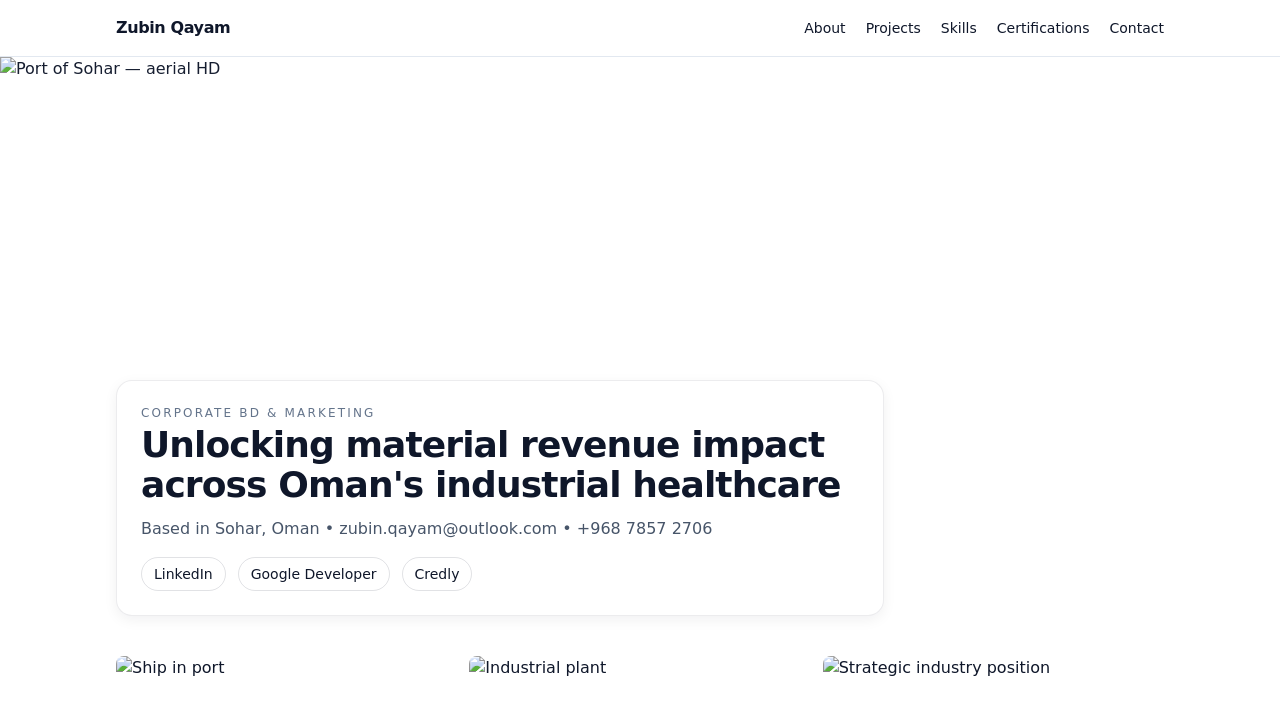 Zubin Qayam
About Projects Skills Certifications Contact
Port of Sohar — aerial HD
CORPORATE BD & MARKETING
Unlocking material revenue impact
across Oman's industrial healthcare
Based in Sohar, Oman • zubin.qayam@outlook.com • +968 7857 2706
LinkedIn Google Developer Credly
Ship in port
Industrial plant
Strategic industry position